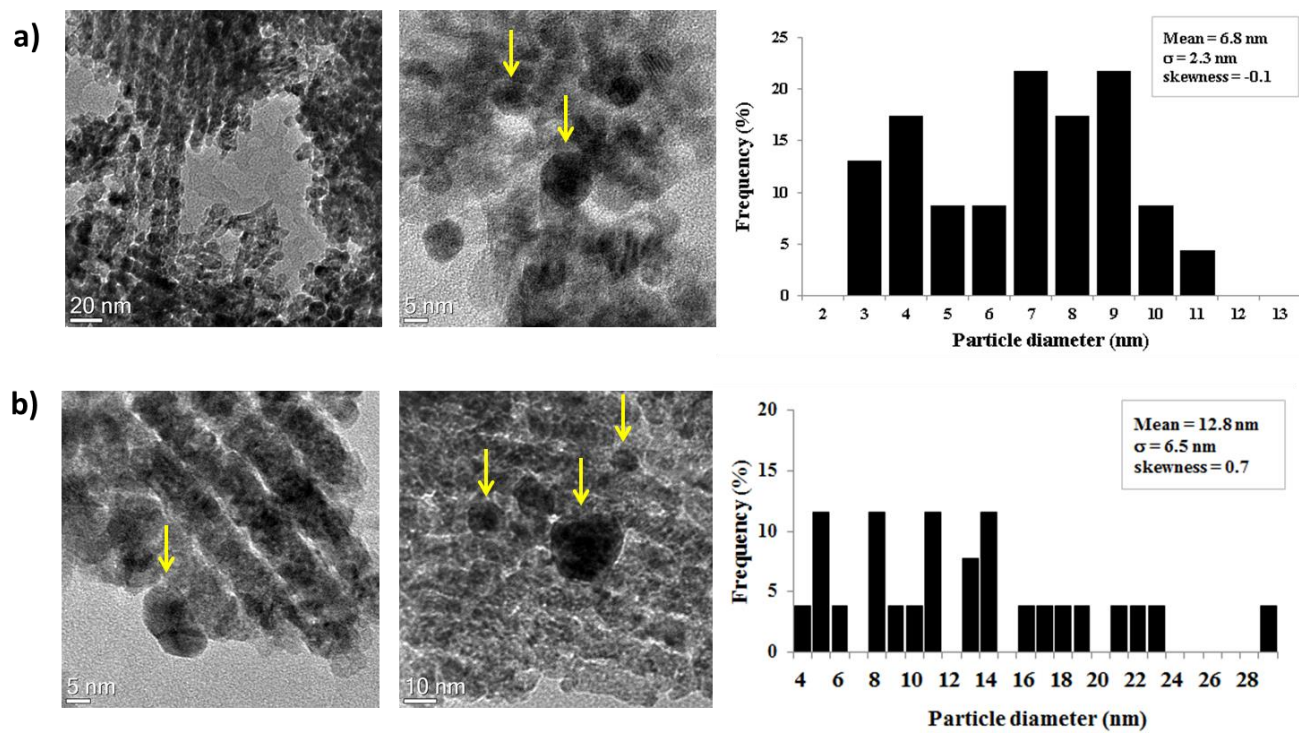 a)
20 nm
5 nm
Mean = 6.8 nm
σ = 2.3 nm
skewness = -0.1
25
20
15
10
5
0
Frequency (%)
2 3 4 5 6 7 8 9 10 11 12 13
Particle diameter (nm)
b)
5 nm
10 nm
Mean = 12.8 nm
σ = 6.5 nm
skewness = 0.7
20
15
10
5
0
Frequency (%)
4 6 8 10 12 14 16 18 20 22 24 26 28
Particle diameter (nm)